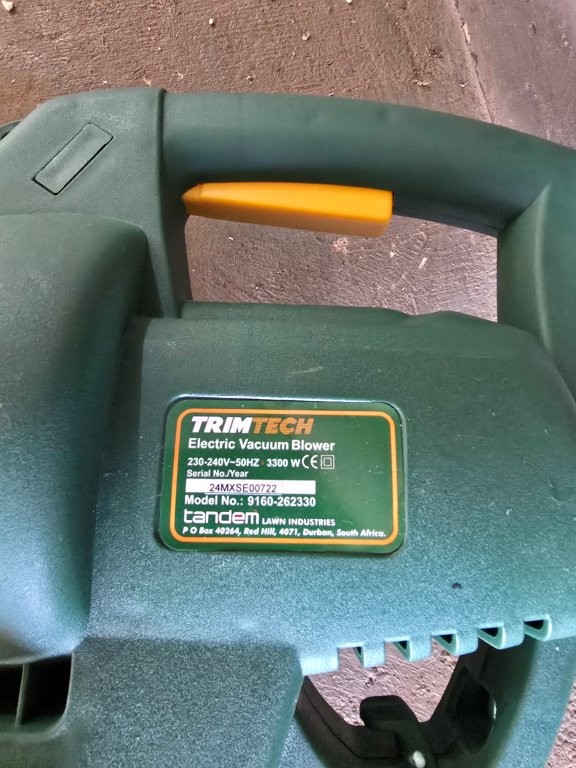 TRIMTECH
Electric Vacuum Blower
230-240V~50HZ 3300 W CE
Serial No./Year
24MXSE00722
Model No.: 9160-262330
tandem LAWN INDUSTRIES
P O Box 40264, Red Hill, 4071, Durban, South Africa.